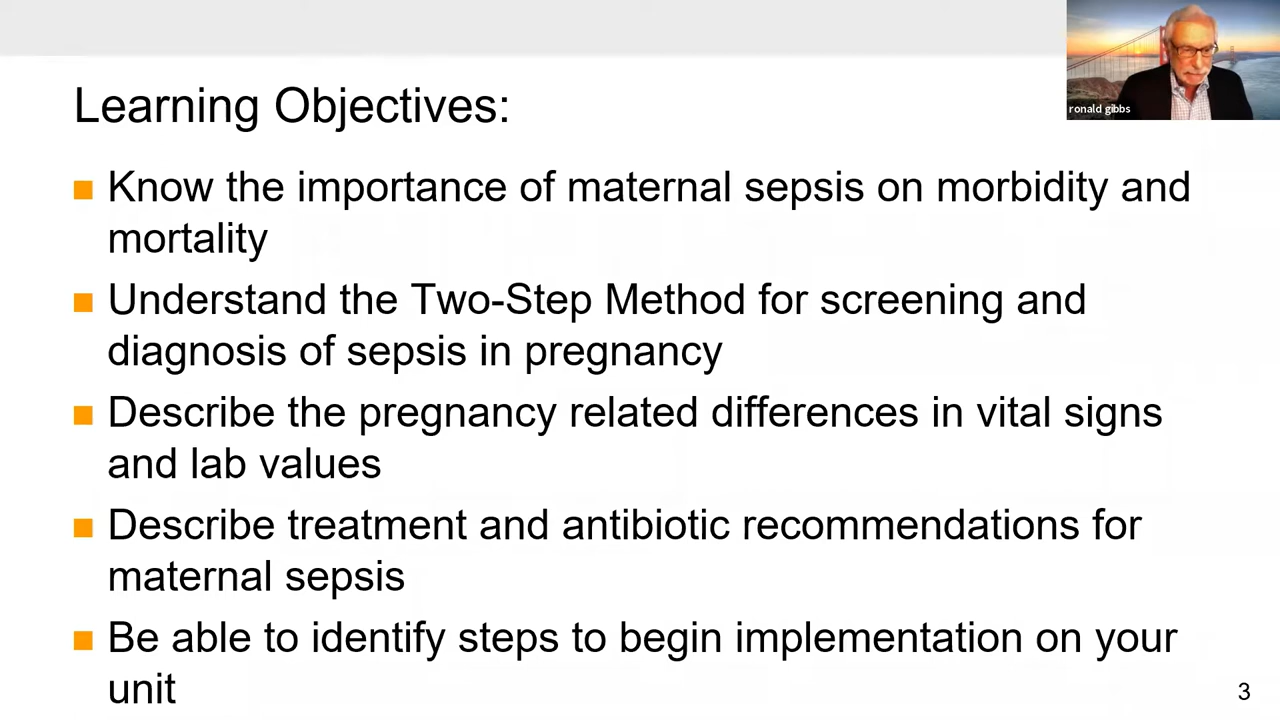 ronald gibbs
Learning Objectives:
Know the importance of maternal sepsis on morbidity and
mortality
Understand the Two-Step Method for screening and
diagnosis of sepsis in pregnancy
Describe the pregnancy related differences in vital signs
and lab values
Describe treatment and antibiotic recommendations for
maternal sepsis
Be able to identify steps to begin implementation on your
unit
3